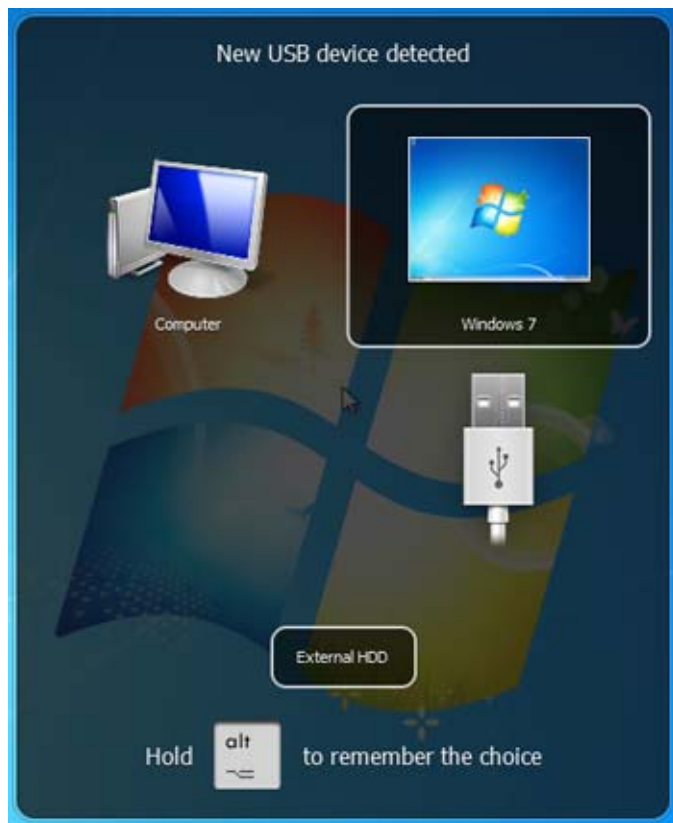 New USB device detected
Computer
Windows 7
External HDD
Hold alt to remember the choice